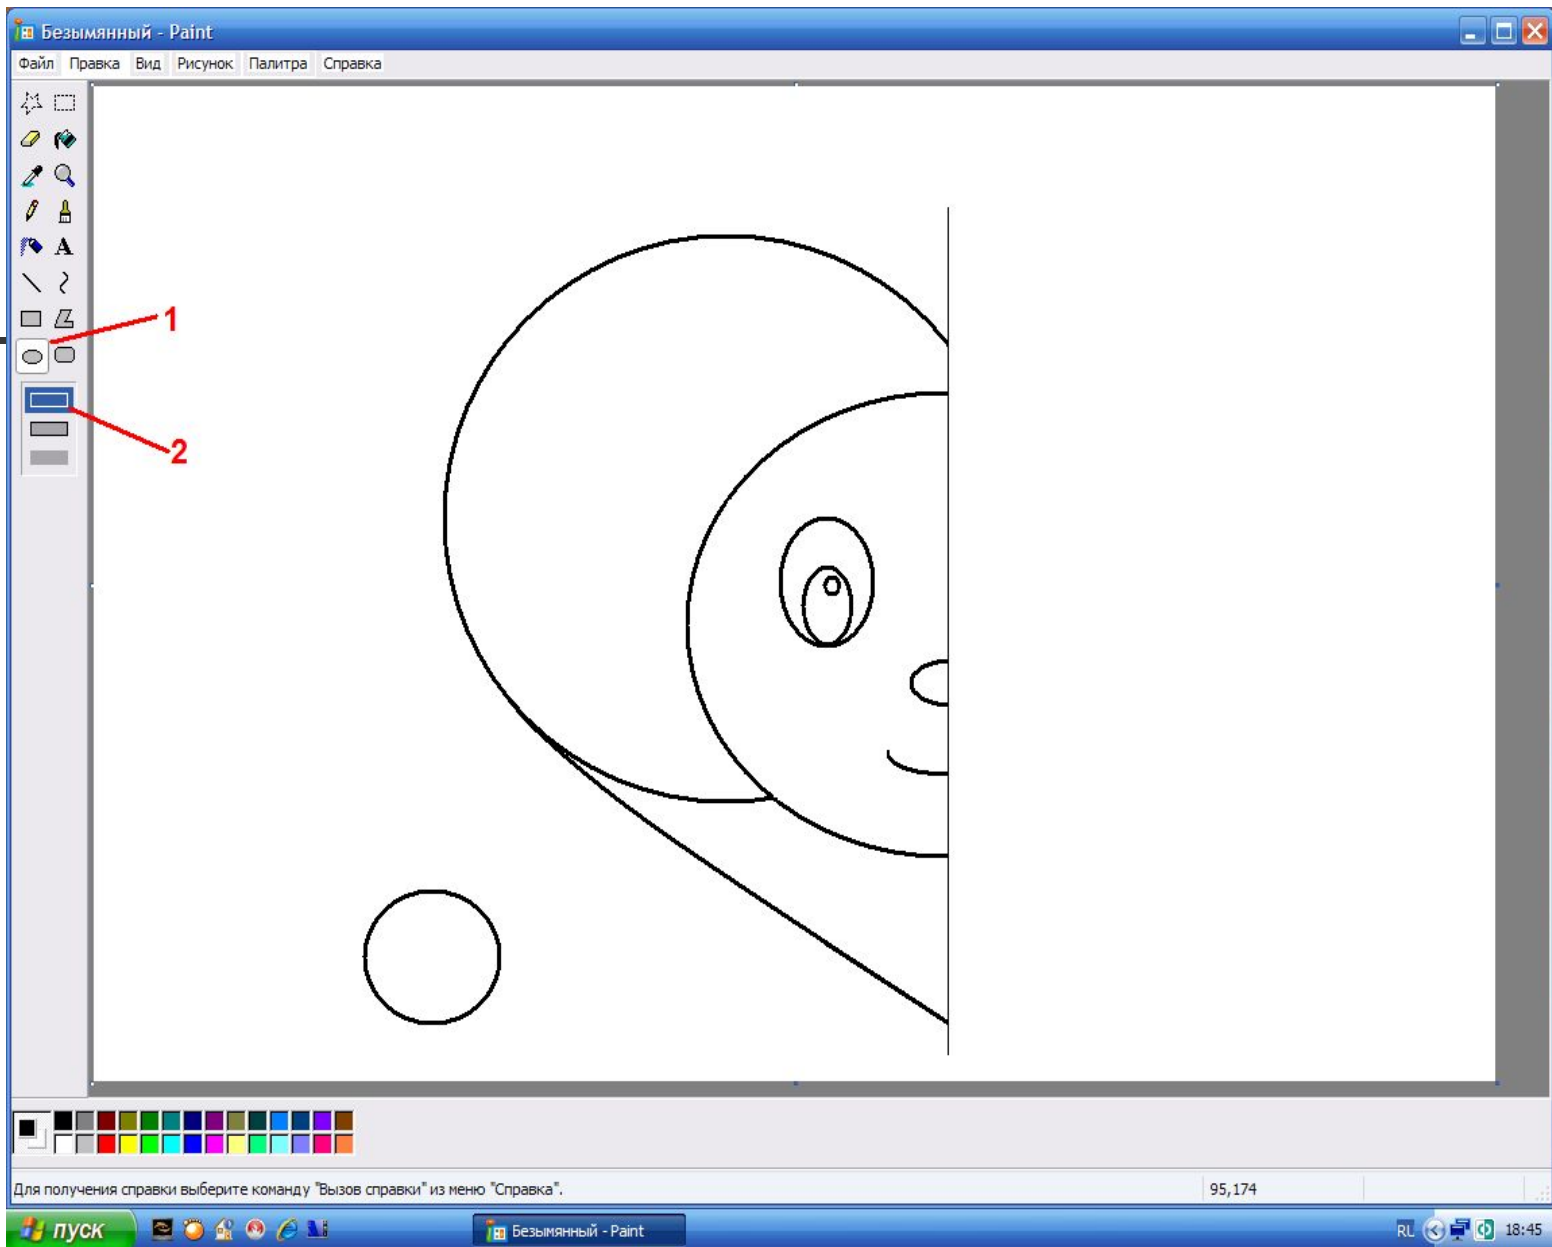 Безымянный - Paint
Файл Правка Вид Рисунок Палитра Справка
A
1
2
Для получения справки выберите команду "Вызов справки" из меню "Справка".
95,174
пуск
Безымянный - Paint
RL
18:45